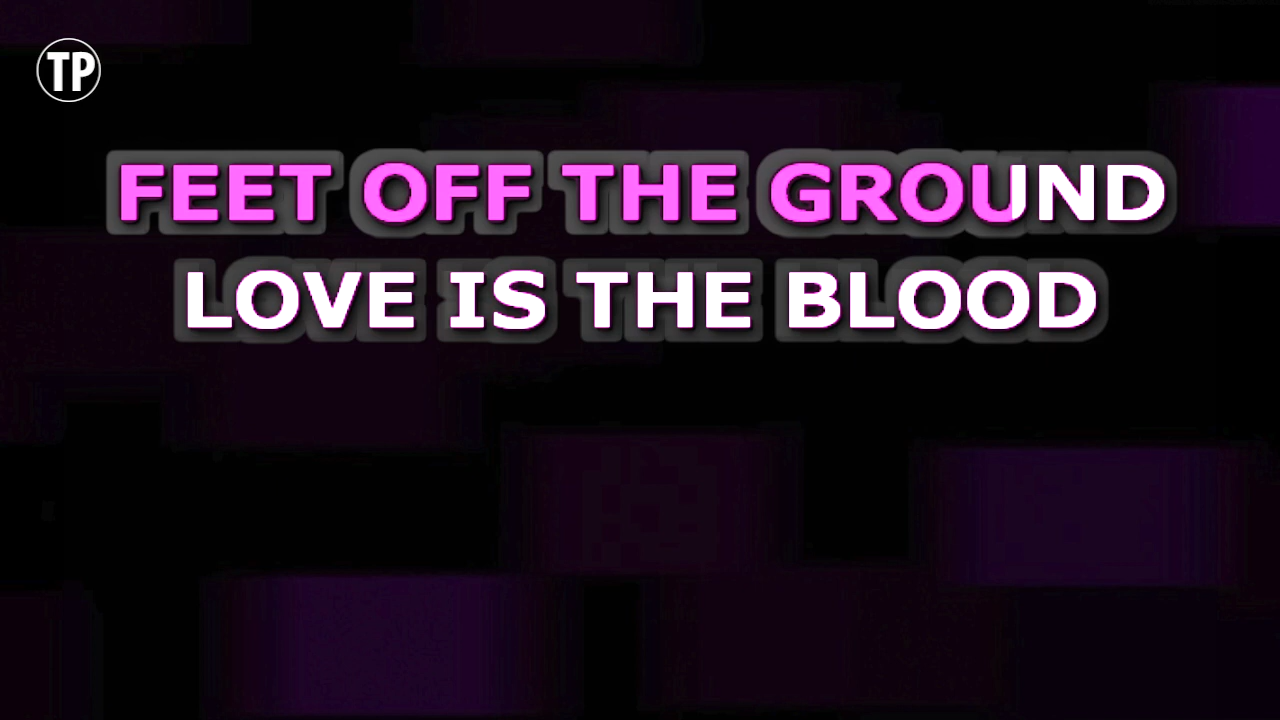 TP
FEET OFF THE GROUND
LOVE IS THE BLOOD